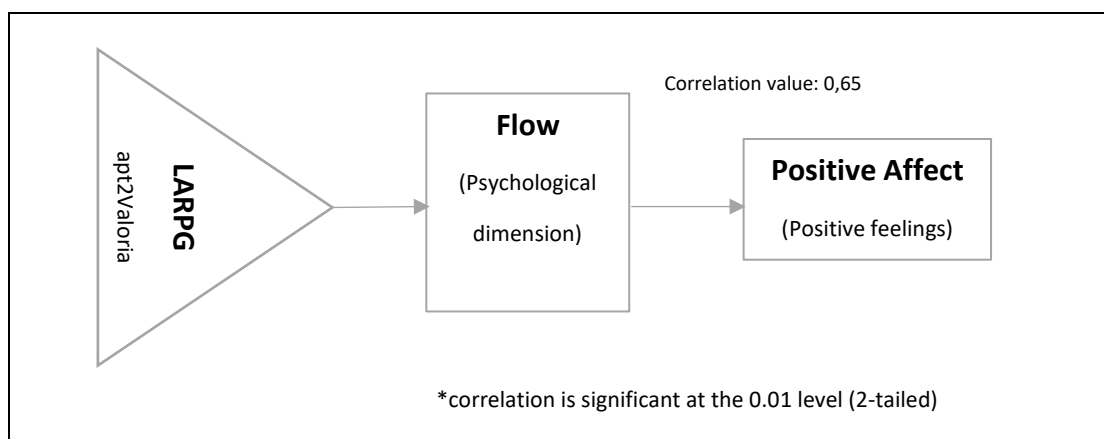 LARPG
apt2Valoria
Flow
(Psychological
dimension)
Correlation value: 0,65
Positive Affect
(Positive feelings)
*correlation is significant at the 0.01 level (2-tailed)